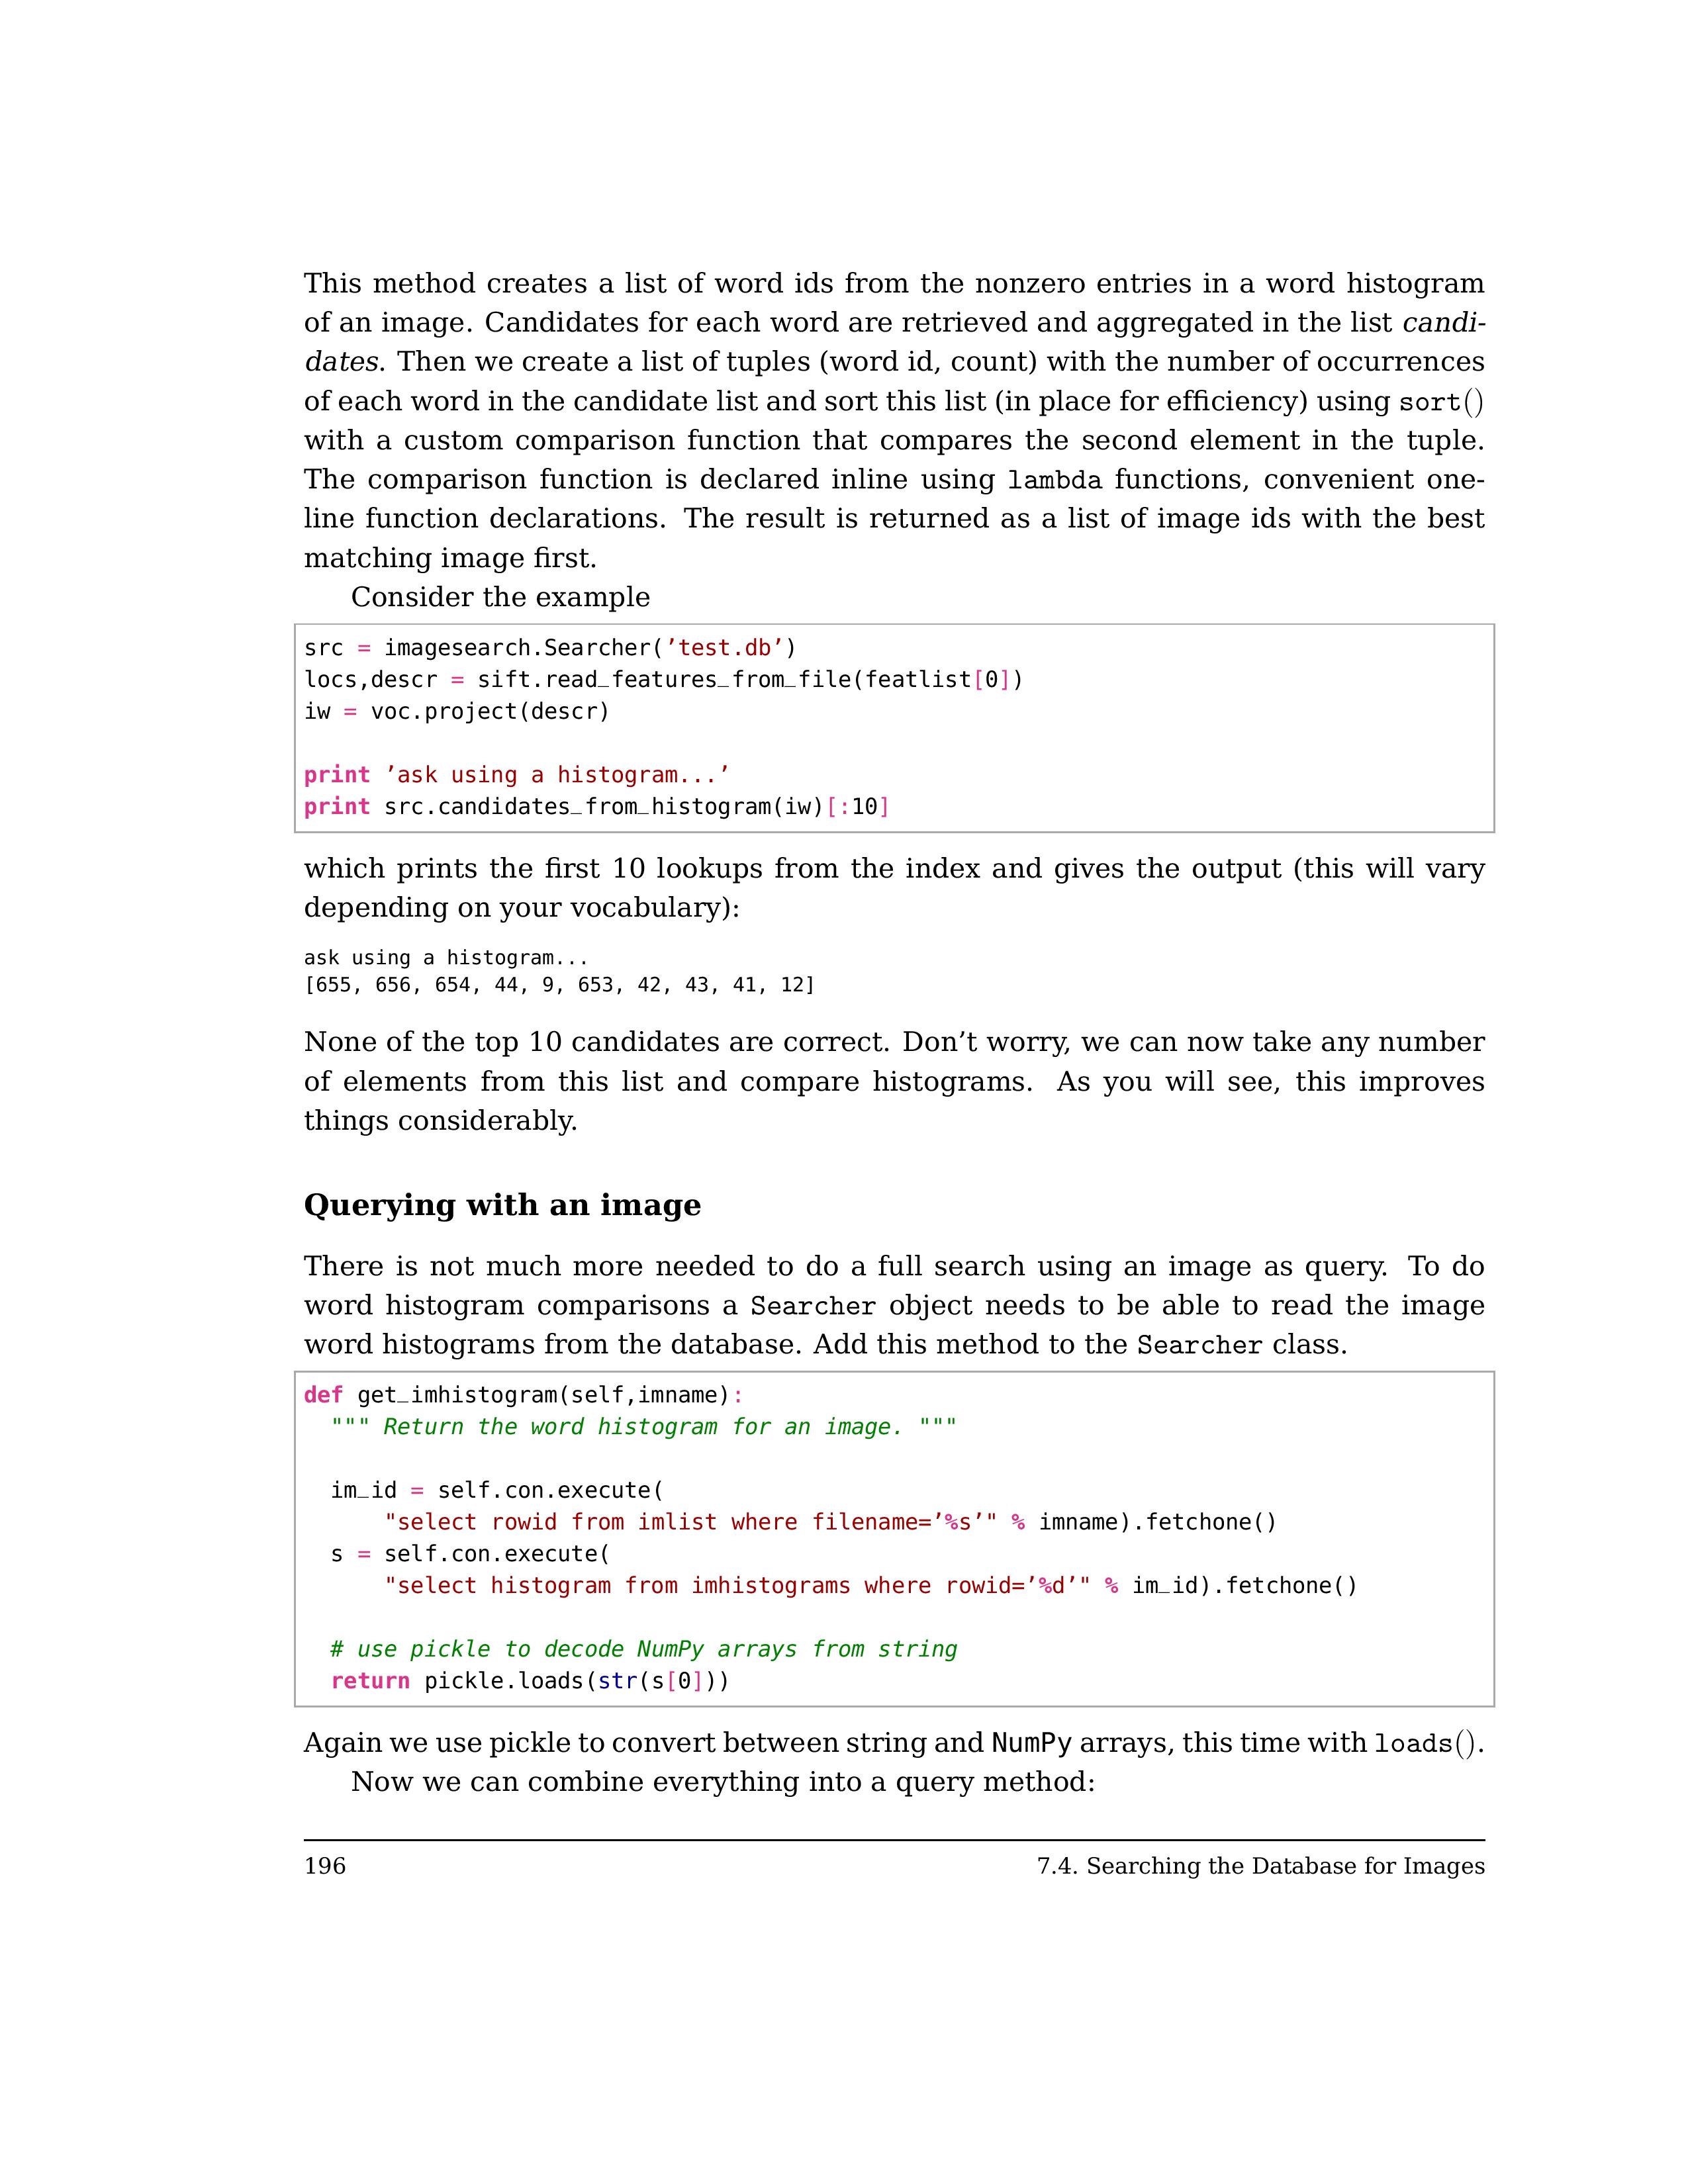 This method creates a list of word ids from the nonzero entries in a word histogram
of an image. Candidates for each word are retrieved and aggregated in the list candi-
dates. Then we create a list of tuples (word id, count) with the number of occurrences
of each word in the candidate list and sort this list (in place for efficiency) using sort()
with a custom comparison function that compares the second element in the tuple.
The comparison function is declared inline using lambda functions, convenient one-
line function declarations. The result is returned as a list of image ids with the best
matching image first.
Consider the example
src = imagesearch.Searcher(’test.db’)
locs,descr = sift.read_features_from_file(featlist[0])
iw = voc.project(descr)
print ’ask using a histogram...’
print src.candidates_from_histogram(iw)[:10]
which prints the first 10 lookups from the index and gives the output (this will vary
depending on your vocabulary):
ask using a histogram...
[655, 656, 654, 44, 9, 653, 42, 43, 41, 12]
None of the top 10 candidates are correct. Don’t worry, we can now take any number
of elements from this list and compare histograms. As you will see, this improves
things considerably.
Querying with an image
There is not much more needed to do a full search using an image as query. To do
word histogram comparisons a Searcher object needs to be able to read the image
word histograms from the database. Add this method to the Searcher class.
def get_imhistogram(self,imname):
""" Return the word histogram for an image. """
im_id = self.con.execute(
"select rowid from imlist where filename=’%s’" % imname).fetchone()
s = self.con.execute(
"select histogram from imhistograms where rowid=’%d’" % im_id).fetchone()
# use pickle to decode NumPy arrays from string
return pickle.loads(str(s[0]))
Again we use pickle to convert between string and NumPy arrays, this time with loads().
Now we can combine everything into a query method:
196 7.4. Searching the Database for Images